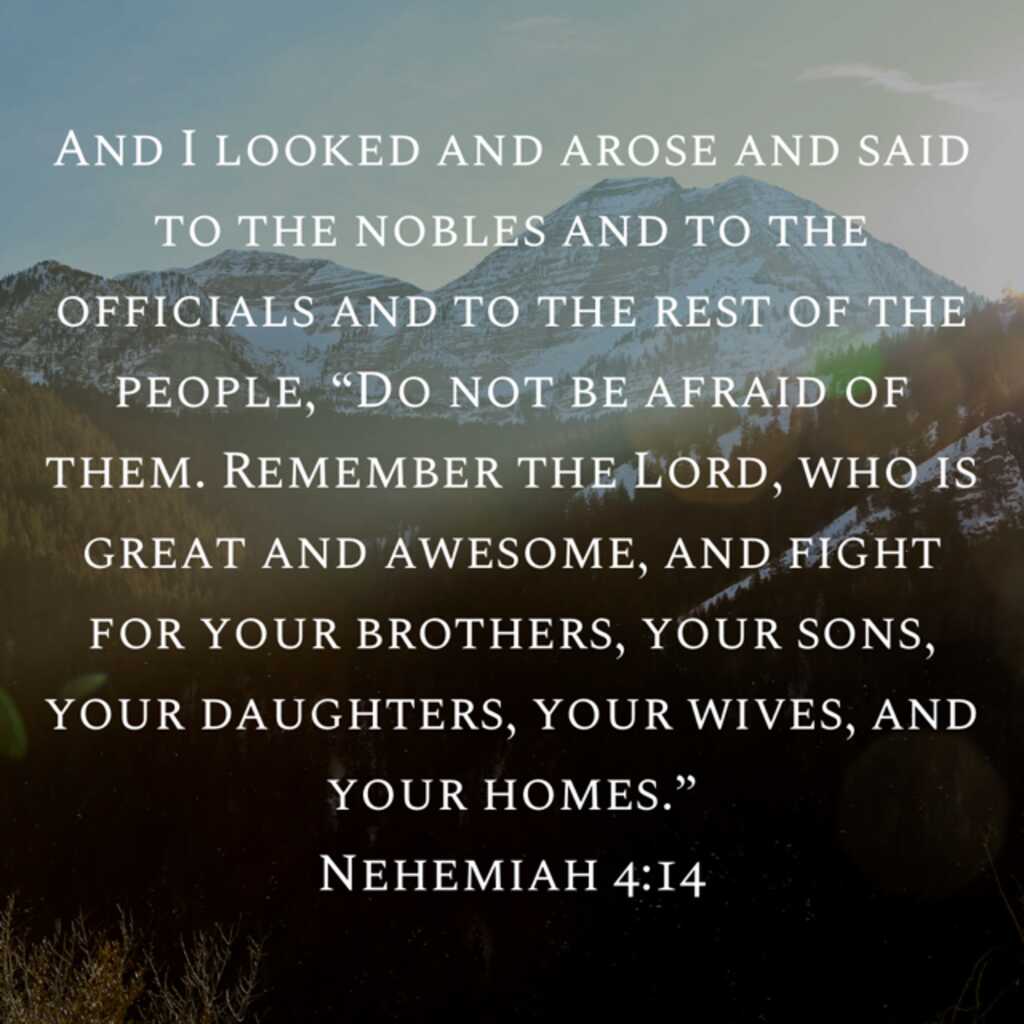 And I looked and arose and said
to the nobles and to the
officials and to the rest of the
people, “Do not be afraid of
them. Remember the Lord, who is
great and awesome, and fight
for your brothers, your sons,
your daughters, your wives, and
your homes.”
Nehemiah 4:14